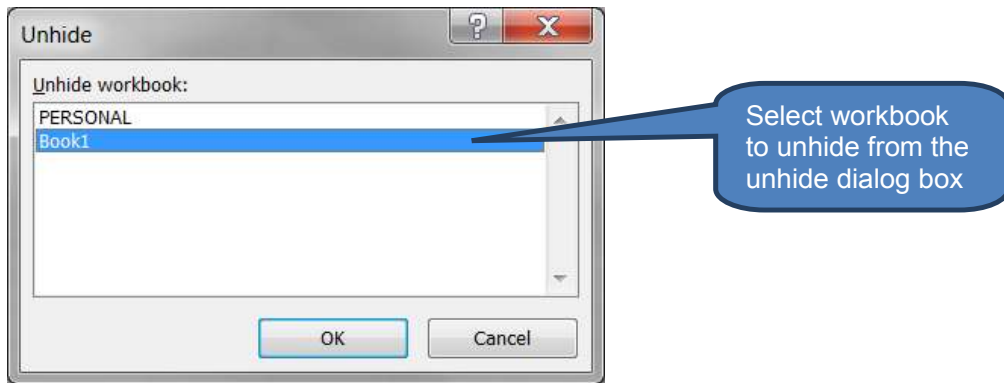 Unhide
?
X
Unhide workbook:
PERSONAL
Book1
OK
Cancel
Select workbook
to unhide from the
unhide dialog box